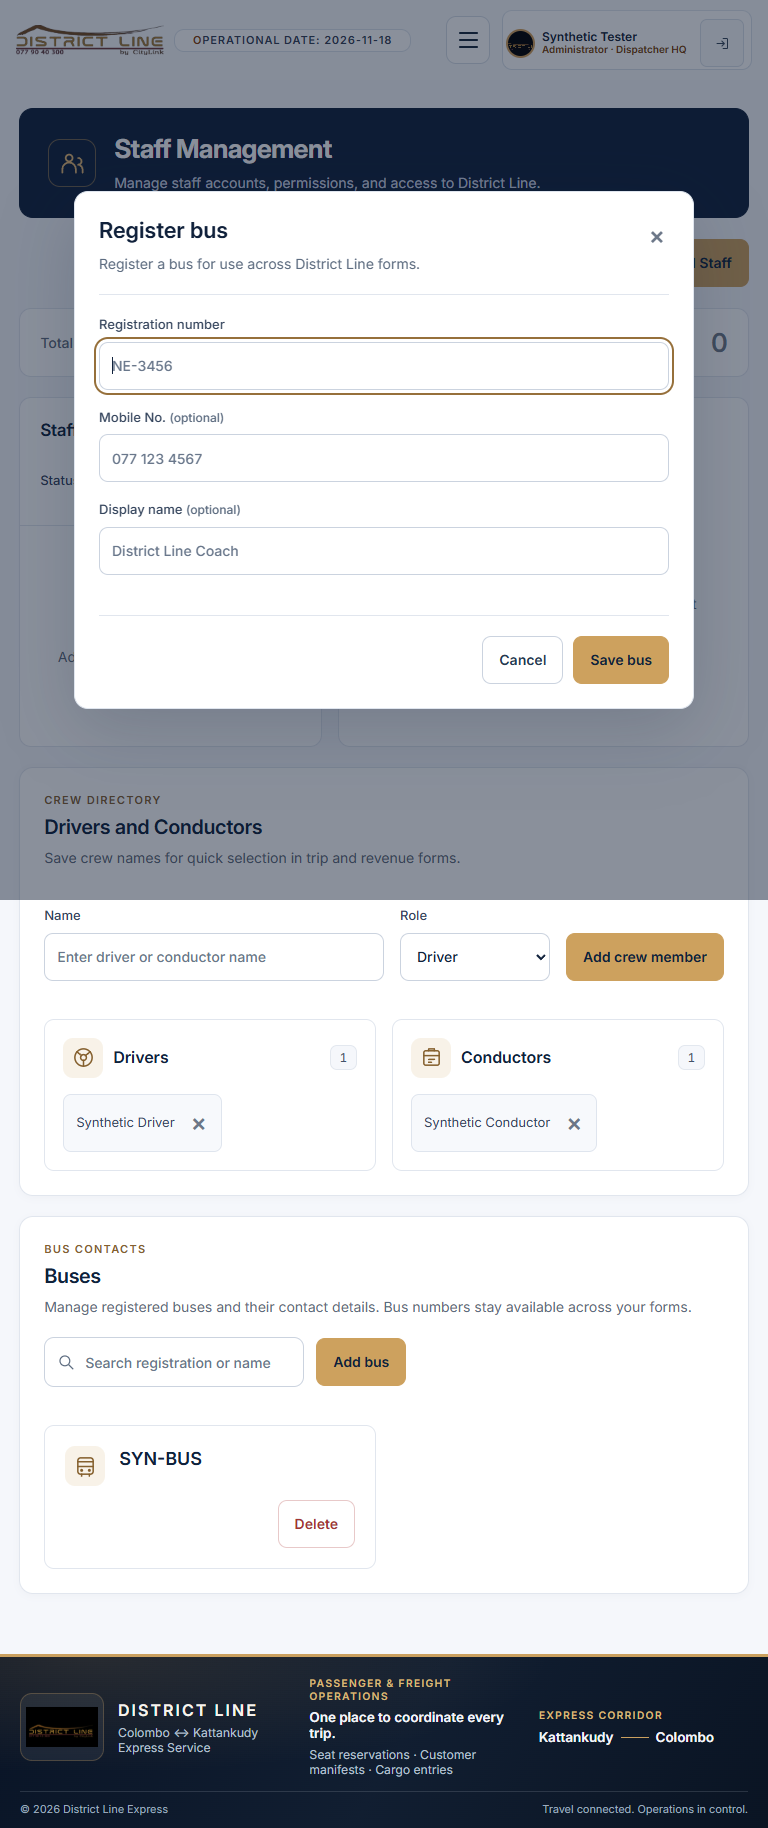 DISTRICT LINE
077 90 40 300
by CityLink
OPERATIONAL DATE: 2026-11-18
Synthetic Tester
Administrator · Dispatcher HQ
Staff Management
Manage staff accounts, permissions, and access to District Line.
Staff
Total
0
Staff
Register bus
×
Register a bus for use across District Line forms.
Registration number
NE-3456
Mobile No. (optional)
077 123 4567
Display name (optional)
District Line Coach
Cancel
Save bus
CREW DIRECTORY
Drivers and Conductors
Save crew names for quick selection in trip and revenue forms.
Name
Role
Enter driver or conductor name
Driver
Add crew member
Drivers
1
Conductors
1
Synthetic Driver ×
Synthetic Conductor ×
BUS CONTACTS
Buses
Manage registered buses and their contact details. Bus numbers stay available across your forms.
Search registration or name
Add bus
SYN-BUS
Delete
DISTRICT LINE
Colombo ↔ Kattankudy
Express Service
PASSENGER & FREIGHT
OPERATIONS
One place to coordinate every
trip.
Seat reservations · Customer
manifests · Cargo entries
EXPRESS CORRIDOR
Kattankudy — Colombo
© 2026 District Line Express
Travel connected. Operations in control.